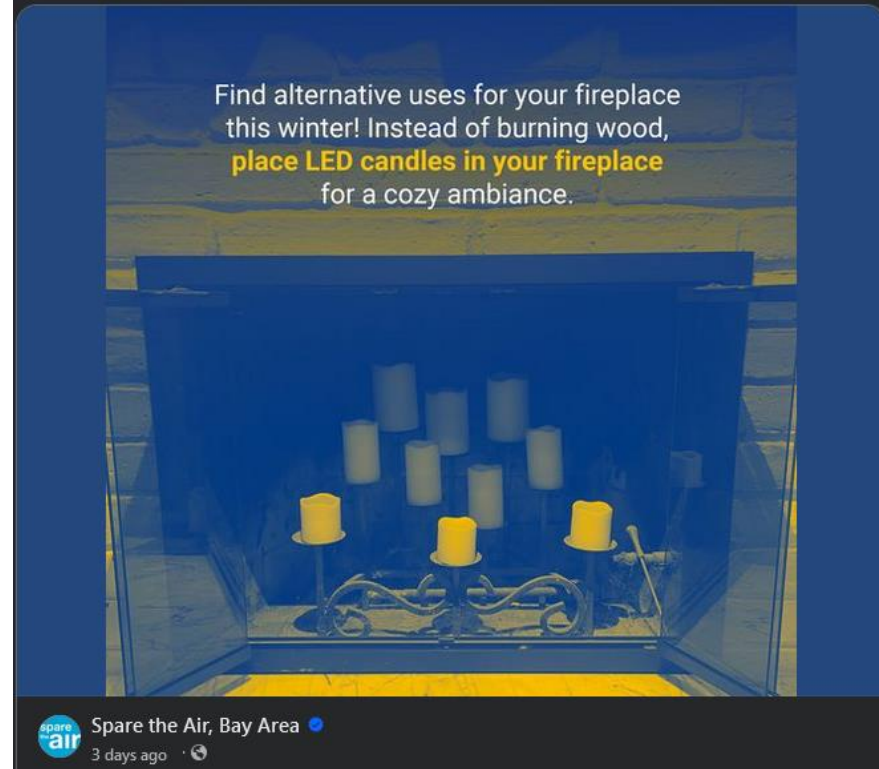 Find alternative uses for your fireplace
this winter! Instead of burning wood,
place LED candles in your fireplace
for a cozy ambiance.
spare
the
air
Spare the Air, Bay Area
3 days ago ·